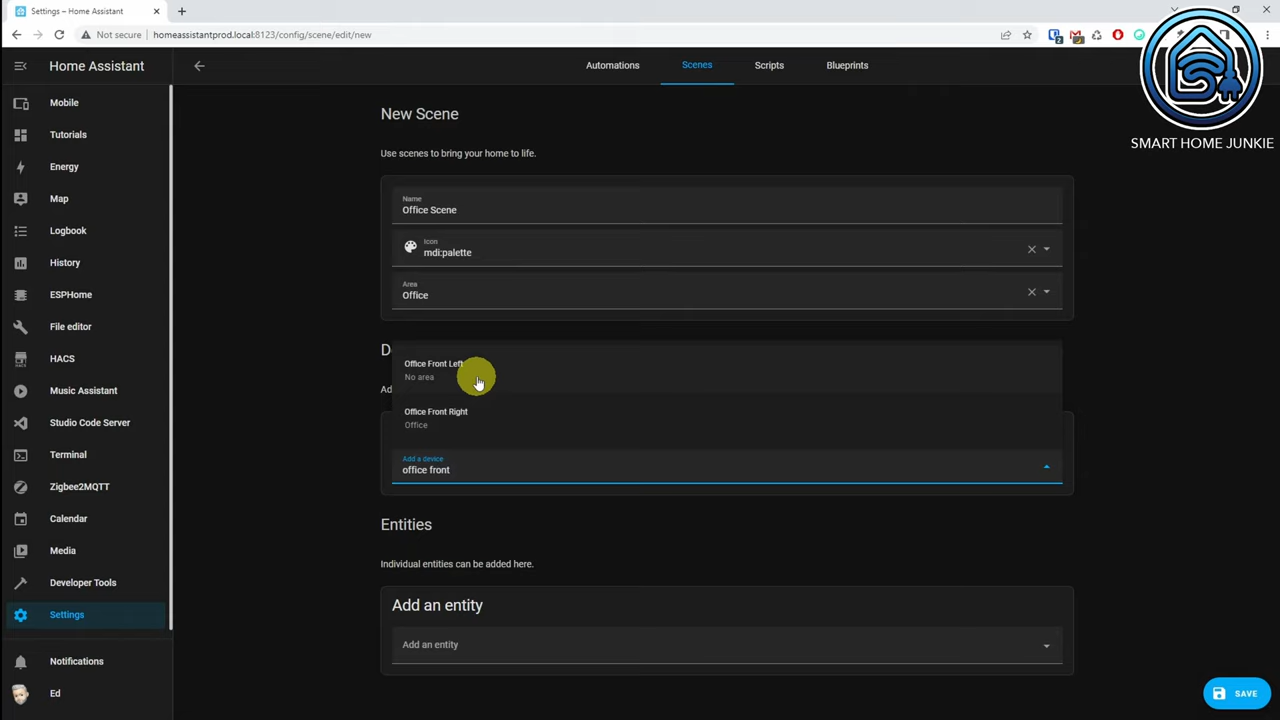 Settings – Home Assistant
Not secure
homeassistantprod.local:8123/config/scene/edit/new
2
Home Assistant
Automations
Scenes
Scripts
Blueprints
SMART HOME JUNKIE
Mobile
Tutorials
Energy
Map
Logbook
History
ESPHome
File editor
HACS
Music Assistant
Studio Code Server
Terminal
Zigbee2MQTT
Calendar
Media
Developer Tools
Settings
Notifications
Ed
New Scene
Use scenes to bring your home to life.
Name
Office Scene
Icon
mdi:palette
Area
Office
D
Office Front Left
No area
Ad
Office Front Right
Office
Add a device
office front
Entities
Individual entities can be added here.
Add an entity
Add an entity
SAVE